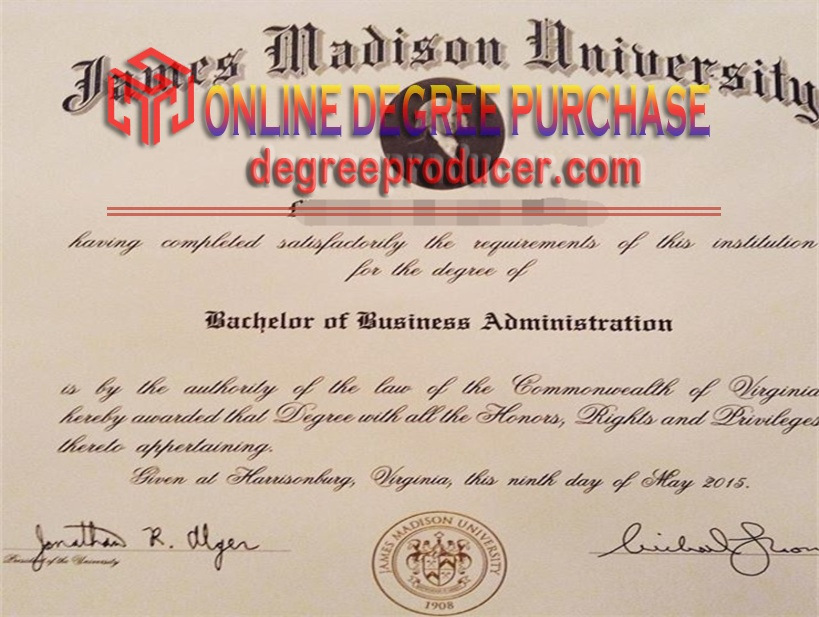 James Madison University
ONLINE DEGREE PURCHASE
degreeproducer.com
having completed satisfactorily the requirements of this institution
for the degree of
Bachelor of Business Administration
is by the authority of the law of the Commonwealth of Virginia
hereby awarded that Degree with all the Honors, Rights and Privileges
thereto appertaining.
Given at Harrisonburg, Virginia, this ninth day of May 2015.
Jonathan R. Alger
President of the University
JAMES MADISON UNIVERSITY
1908